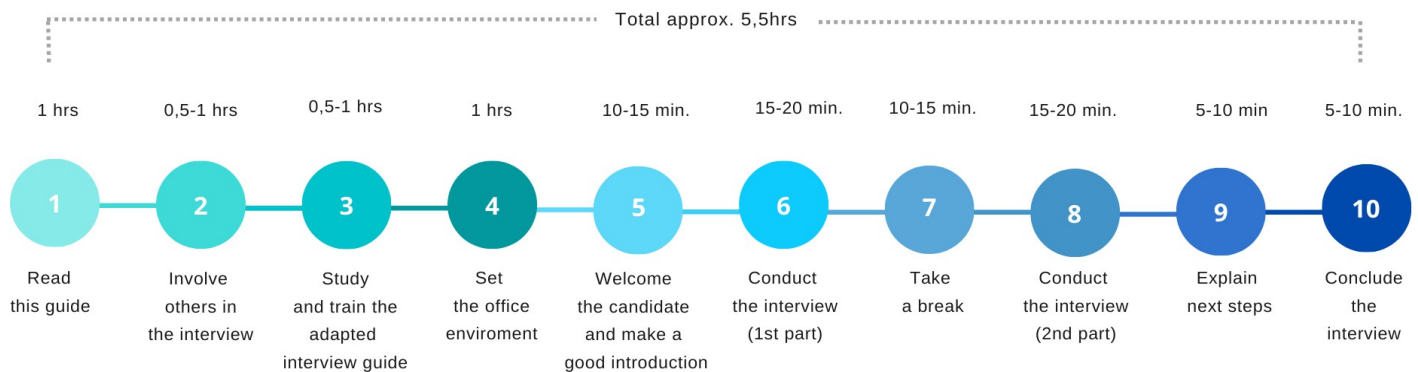 Total approx. 5,5hrs
1 hrs
0,5-1 hrs
0,5-1 hrs
1 hrs
10-15 min.
15-20 min.
10-15 min.
15-20 min.
5-10 min
5-10 min.
1
2
3
4
5
6
7
8
9
10
Read
this guide
Involve
others in
the interview
Study
and train the
adapted
interview guide
Set
the office
enviroment
Welcome
the candidate
and make a
good introduction
Conduct
the interview
(1st part)
Take
a break
Conduct
the interview
(2nd part)
Explain
next steps
Conclude
the
interview